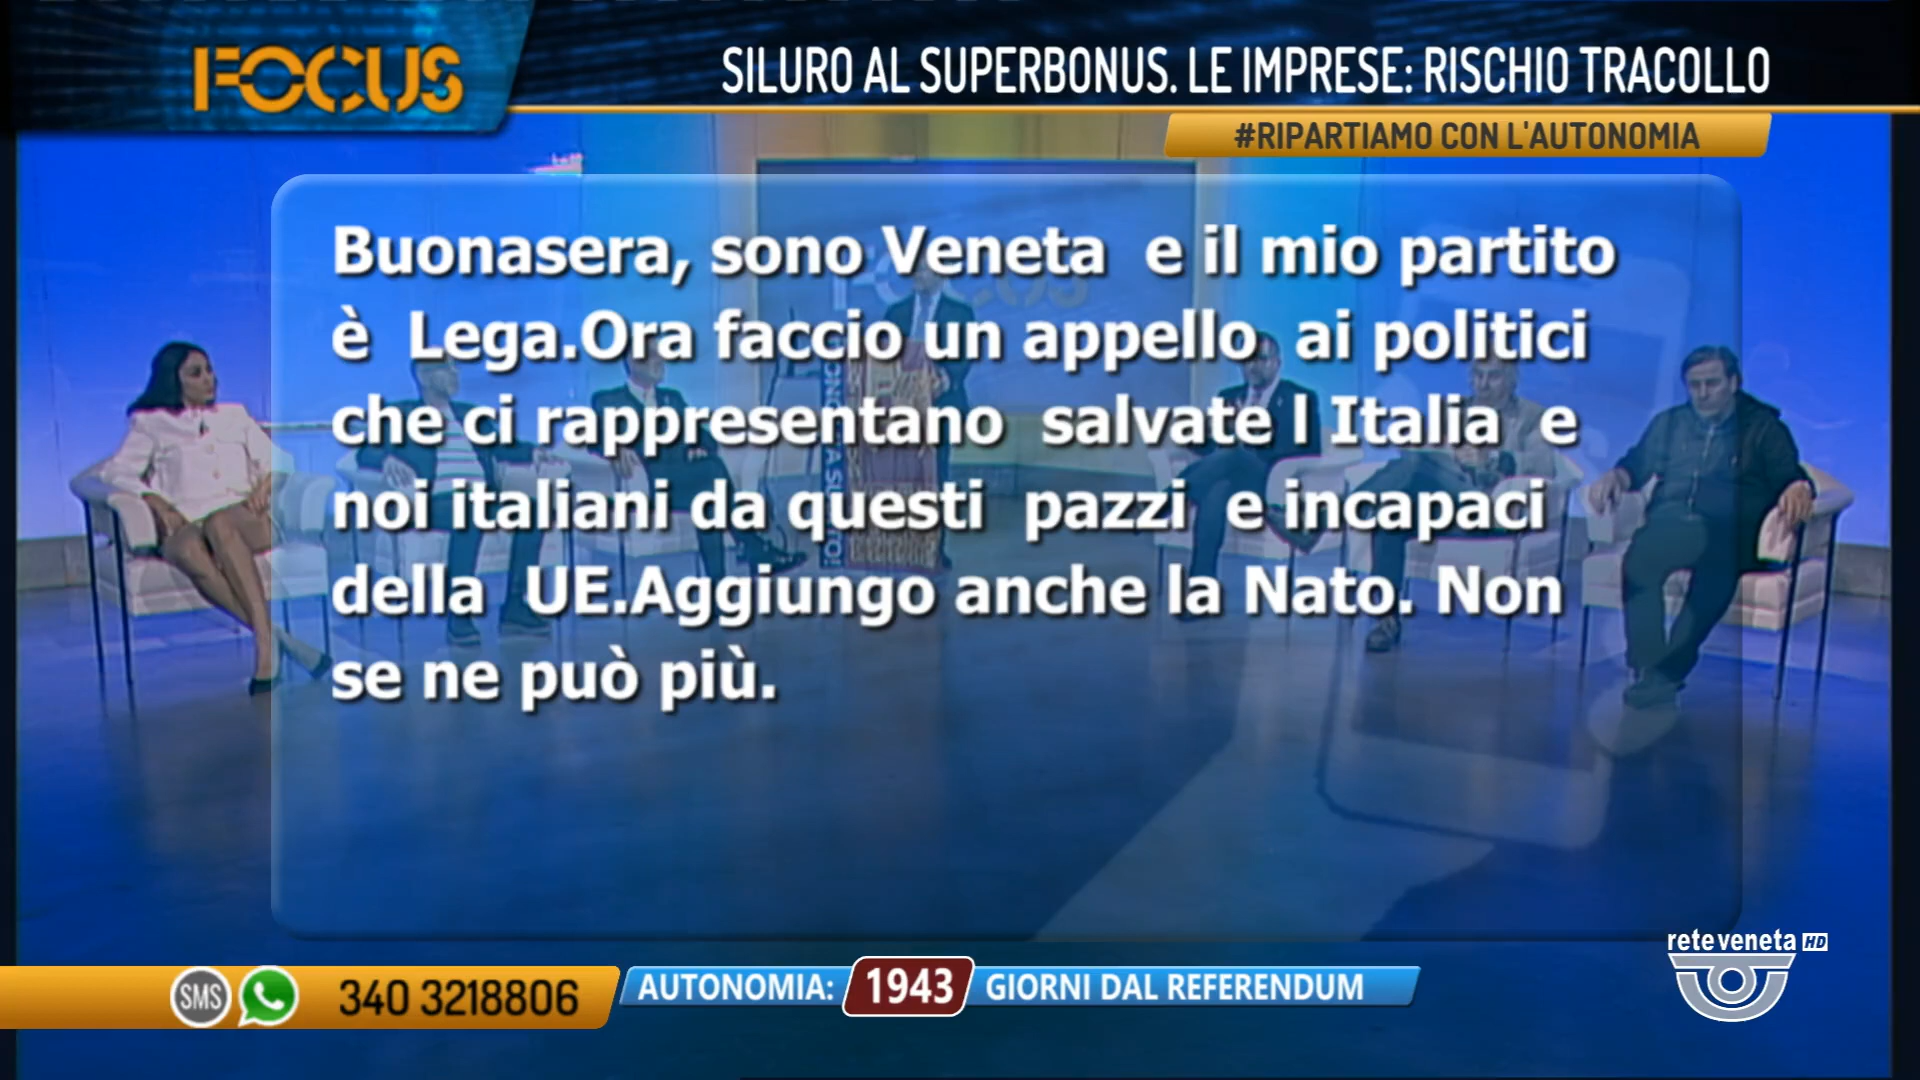 FOCUS
SILURO AL SUPERBONUS. LE IMPRESE: RISCHIO TRACOLLO
#RIPARTIAMO CON L'AUTONOMIA
Buonasera, sono Veneta e il mio partito
è Lega.Ora faccio un appello ai politici
che ci rappresentano salvate l Italia e
noi italiani da questi pazzi e incapaci
della UE.Aggiungo anche la Nato. Non
se ne può più.
reteveneta HD
SMS 340 3218806
AUTONOMIA: 1943 GIORNI DAL REFERENDUM